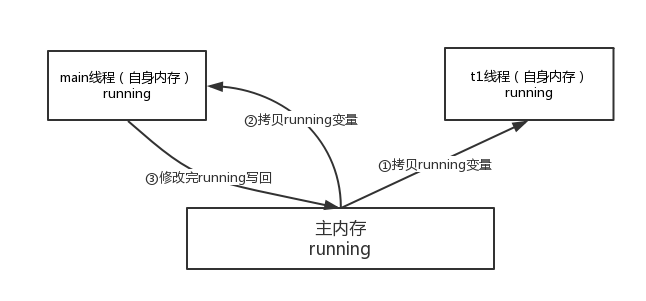 main线程（自身内存）
running
t1线程（自身内存）
running
②拷贝running变量
①拷贝running变量
③修改完running写回
主内存
running